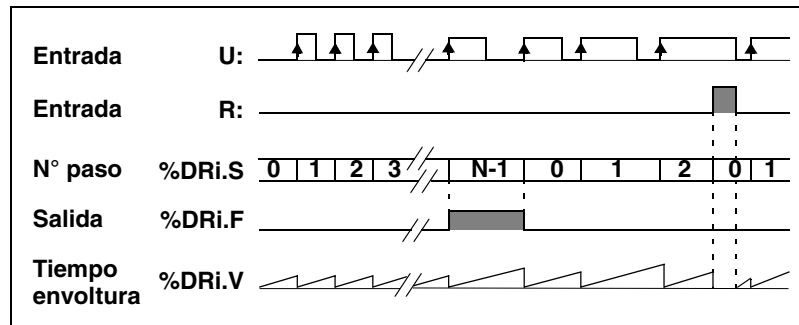 Entrada U:
Entrada R:
N° paso %DRi.S 0 1 2 3 N-1 0 1 2 0 1
Salida %DRi.F
Tiempo
envoltura %DRi.V